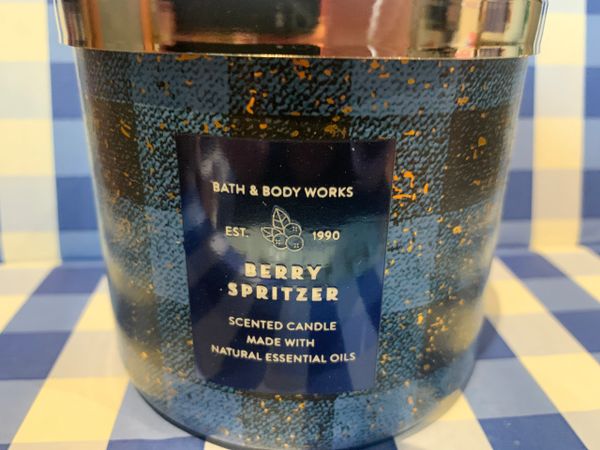 BATH & BODY WORKS
EST. 1990
BERRY
SPRITZER
SCENTED CANDLE
MADE WITH
NATURAL ESSENTIAL OILS